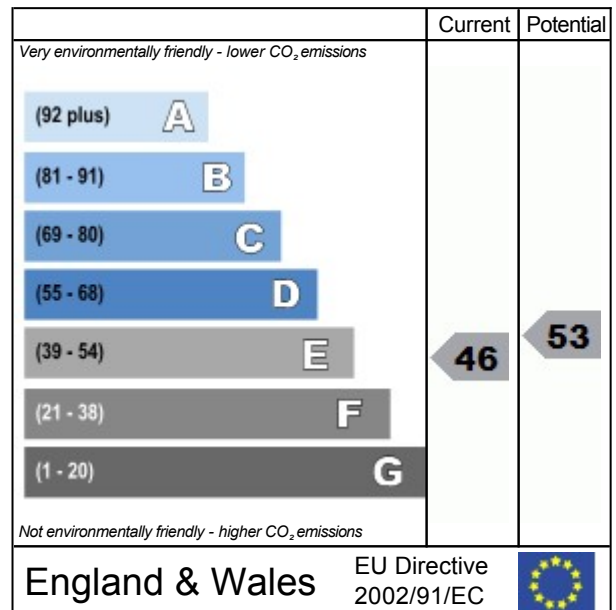 Current Potential
Very environmentally friendly - lower CO₂ emissions
(92 plus) A
(81 - 91) B
(69 - 80) C
(55 - 68) D
(39 - 54) E 46 53
(21 - 38) F
(1 - 20) G
Not environmentally friendly - higher CO₂ emissions
England & Wales
EU Directive
2002/91/EC